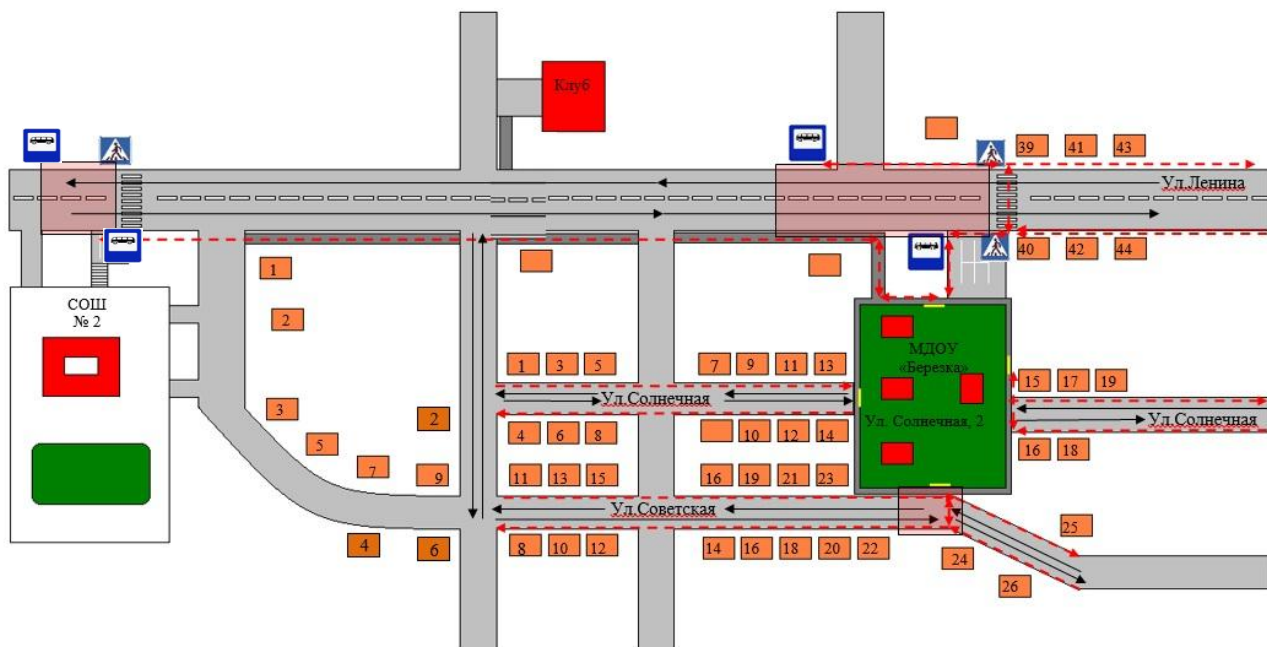 Клуб
39 41 43
Ул.Ленина
40 42 44
1
СОШ
№ 2
2
МДОУ
«Березка»
1 3 5
7 9 11 13
15 17 19
Ул.Солнечная
Ул. Солнечная, 2
Ул.Солнечная
3
2
4 6 8
10 12 14
16 18
5
7
9
11 13 15
16 19 21 23
Ул.Советская
25
4
6
8 10 12
14 16 18 20 22
24
26